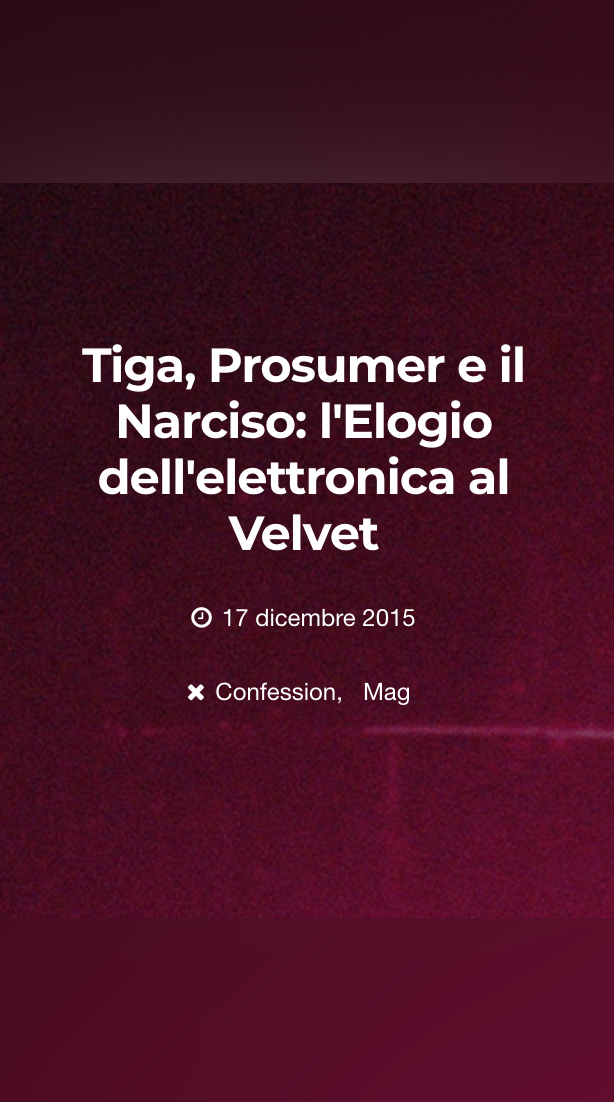 Tiga, Prosumer e il
Narciso: l'Elogio
dell'elettronica al
Velvet
17 dicembre 2015
Confession, Mag